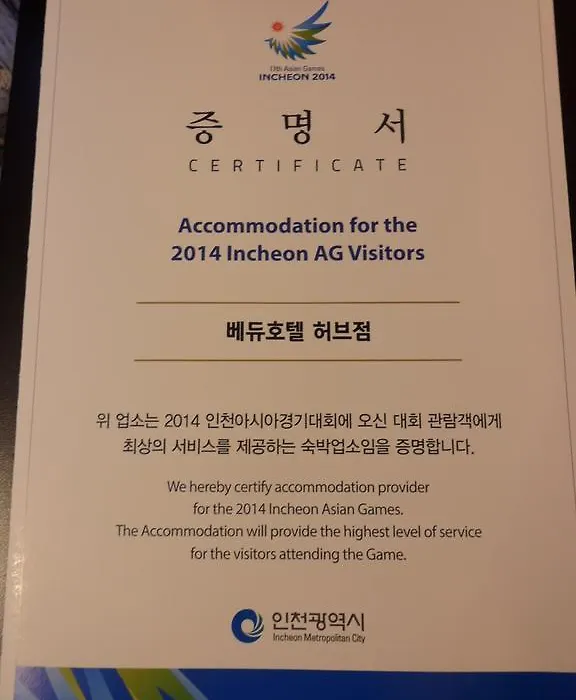 17th Asian Games
INCHEON 2014
증 명 서
CERTIFICATE
Accommodation for the
2014 Incheon AG Visitors
베듀호텔 허브점
위 업소는 2014 인천아시아경기대회에 오신 대회 관람객에게
최상의 서비스를 제공하는 숙박업소임을 증명합니다.
We hereby certify accommodation provider
for the 2014 Incheon Asian Games.
The Accommodation will provide the highest level of service
for the visitors attending the Game.
인천광역시
Incheon Metropolitan City